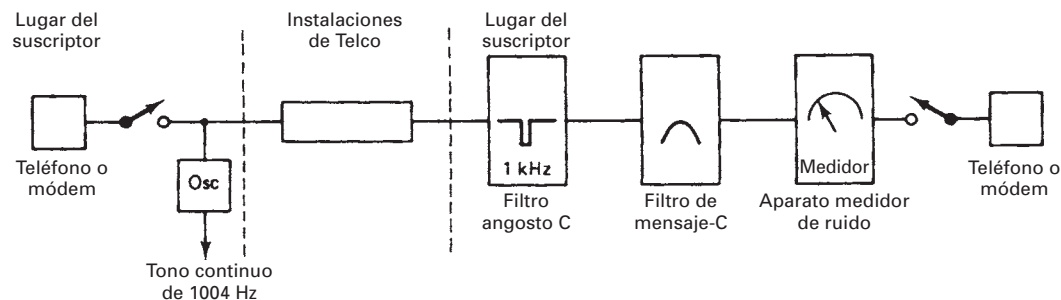 Lugar del
suscriptor
Instalaciones
de Telco
Lugar del
suscriptor
Teléfono o
módem
Osc
Tono continuo
de 1004 Hz
1 kHz
Filtro
angosto C
Filtro de
mensaje-C
Medidor
Aparato medidor
de ruido
Teléfono o
módem